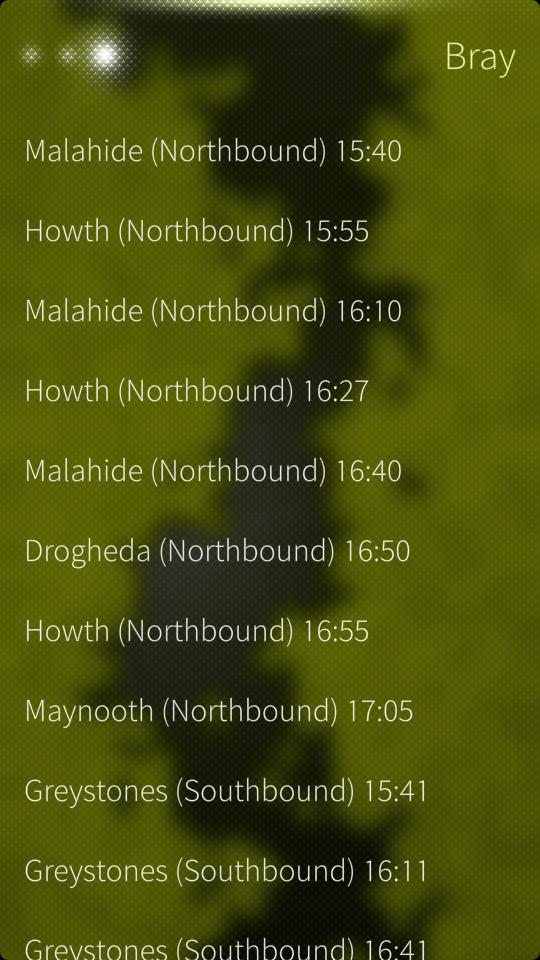 Bray
Malahide (Northbound) 15:40
Howth (Northbound) 15:55
Malahide (Northbound) 16:10
Howth (Northbound) 16:27
Malahide (Northbound) 16:40
Drogheda (Northbound) 16:50
Howth (Northbound) 16:55
Maynooth (Northbound) 17:05
Greystones (Southbound) 15:41
Greystones (Southbound) 16:11
Greystones (Southbound) 16:41